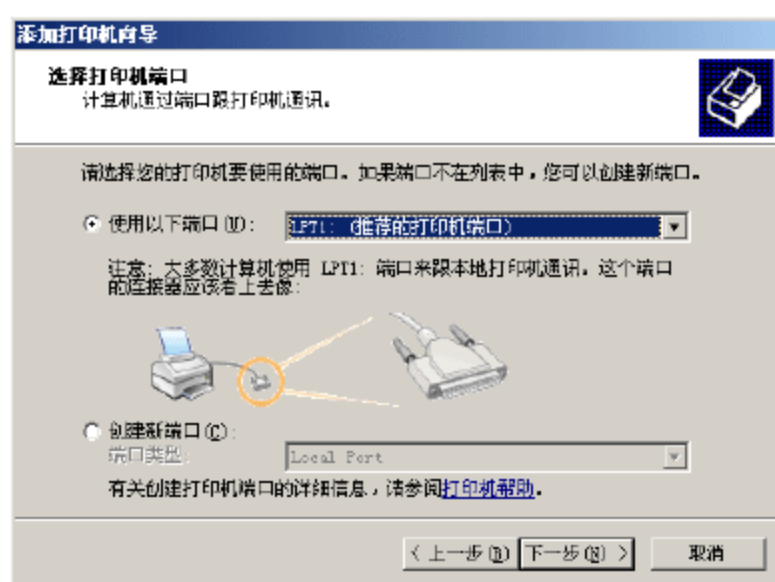 添加打印机向导
选择打印机端口
计算机通过端口跟打印机通讯。
请选择您的打印机要使用的端口。如果端口不在列表中，您可以创建新端口。
使用以下端口(U): LPT1: (推荐的打印机端口)
注意: 大多数计算机使用 LPT1: 端口来跟本地打印机通讯。这个端口
的连接器应该看上去像:
创建新端口(C):
端口类型: Local Port
有关创建打印机端口的详细信息，请参阅打印机帮助。
< 上一步(B) 下一步(N) > 取消